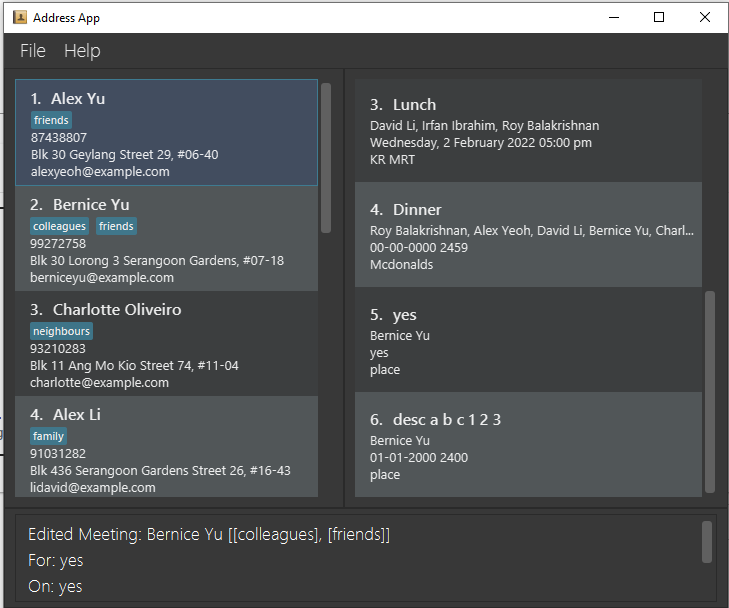 Address App
File Help
1. Alex Yu
friends
87438807
Blk 30 Geylang Street 29, #06-40
alexyeoh@example.com
2. Bernice Yu
colleagues friends
99272758
Blk 30 Lorong 3 Serangoon Gardens, #07-18
berniceyu@example.com
3. Charlotte Oliveiro
neighbours
93210283
Blk 11 Ang Mo Kio Street 74, #11-04
charlotte@example.com
4. Alex Li
family
91031282
Blk 436 Serangoon Gardens Street 26, #16-43
lidavid@example.com
3. Lunch
David Li, Irfan Ibrahim, Roy Balakrishnan
Wednesday, 2 February 2022 05:00 pm
KR MRT
4. Dinner
Roy Balakrishnan, Alex Yeoh, David Li, Bernice Yu, Charl...
00-00-0000 2459
Mcdonalds
5. yes
Bernice Yu
yes
place
6. desc a b c 1 2 3
Bernice Yu
01-01-2000 2400
place
Edited Meeting: Bernice Yu [[colleagues], [friends]]
For: yes
On: yes